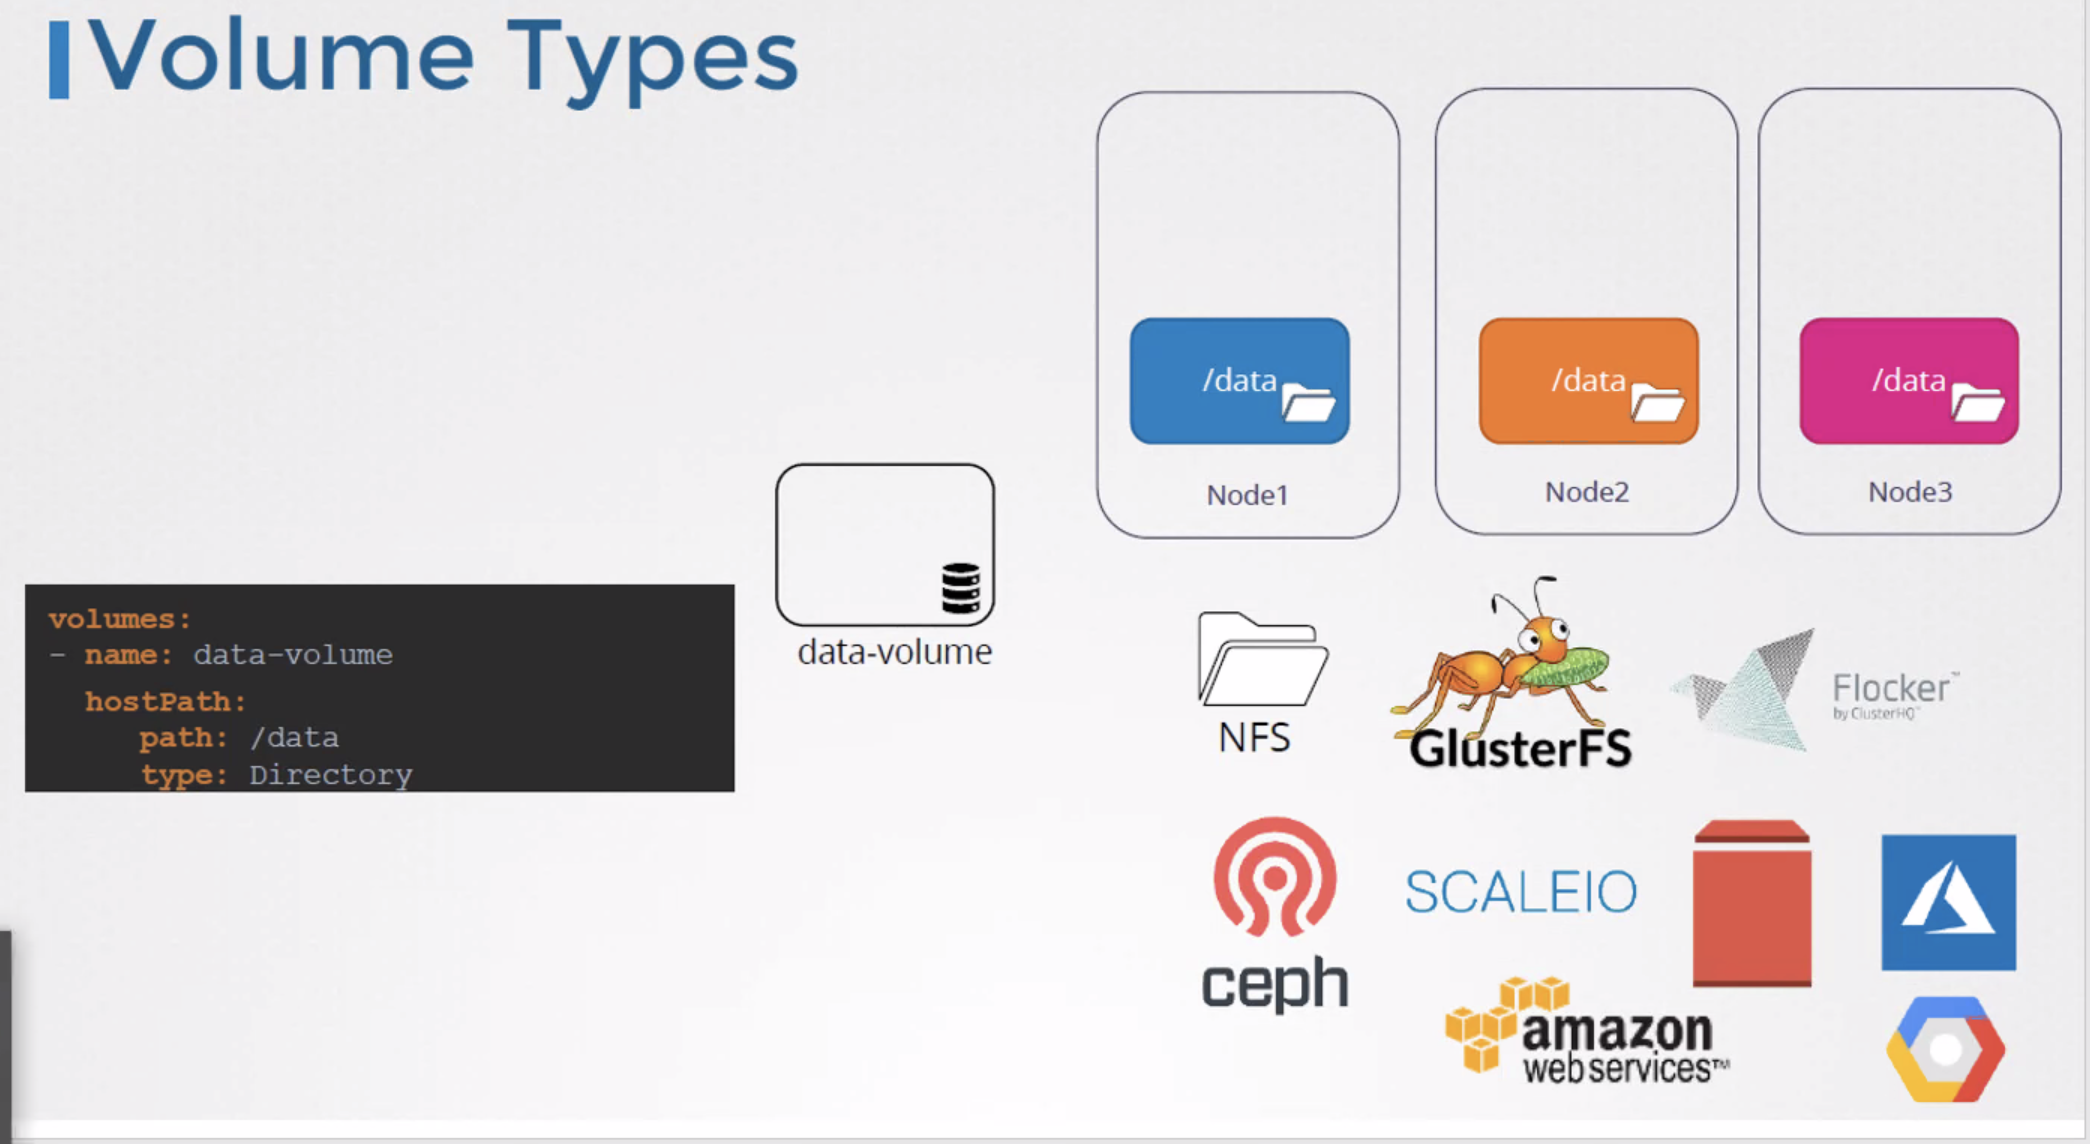 Volume Types
/data
Node1
/data
Node2
/data
Node3
volumes:
- name: data-volume
hostPath:
path: /data
type: Directory
data-volume
NFS
GlusterFS
Flocker™
by ClusterHQ™
ceph
SCALEIO
amazon
web services™